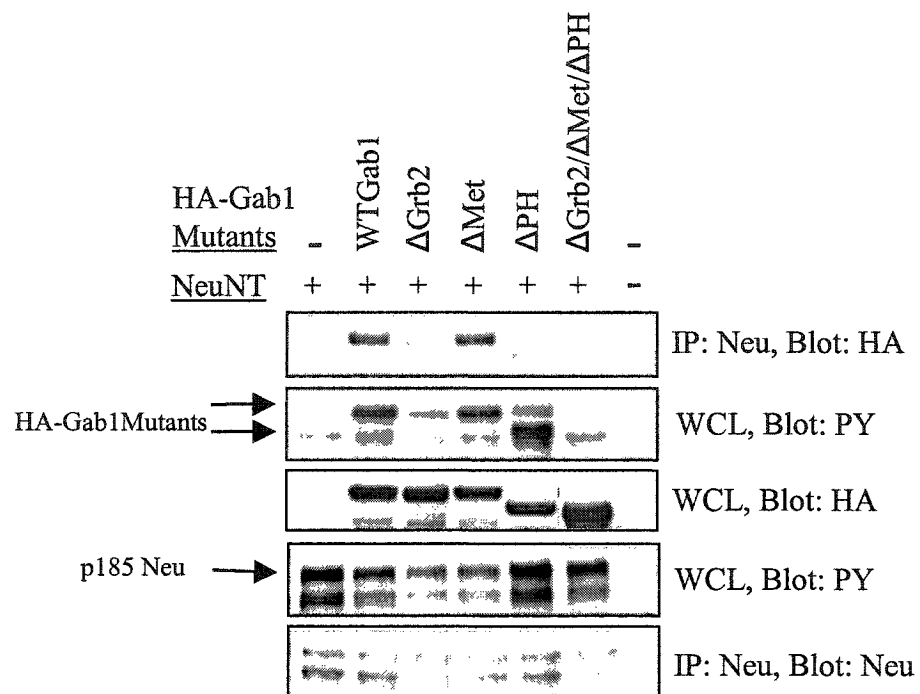 HA-Gab1
Mutants
- WTGab1 ΔGrb2 ΔMet ΔPH ΔGrb2/ΔMet/ΔPH -
NeuNT + + + + + + -
IP: Neu, Blot: HA
HA-Gab1Mutants
WCL, Blot: PY
WCL, Blot: HA
p185 Neu
WCL, Blot: PY
IP: Neu, Blot: Neu